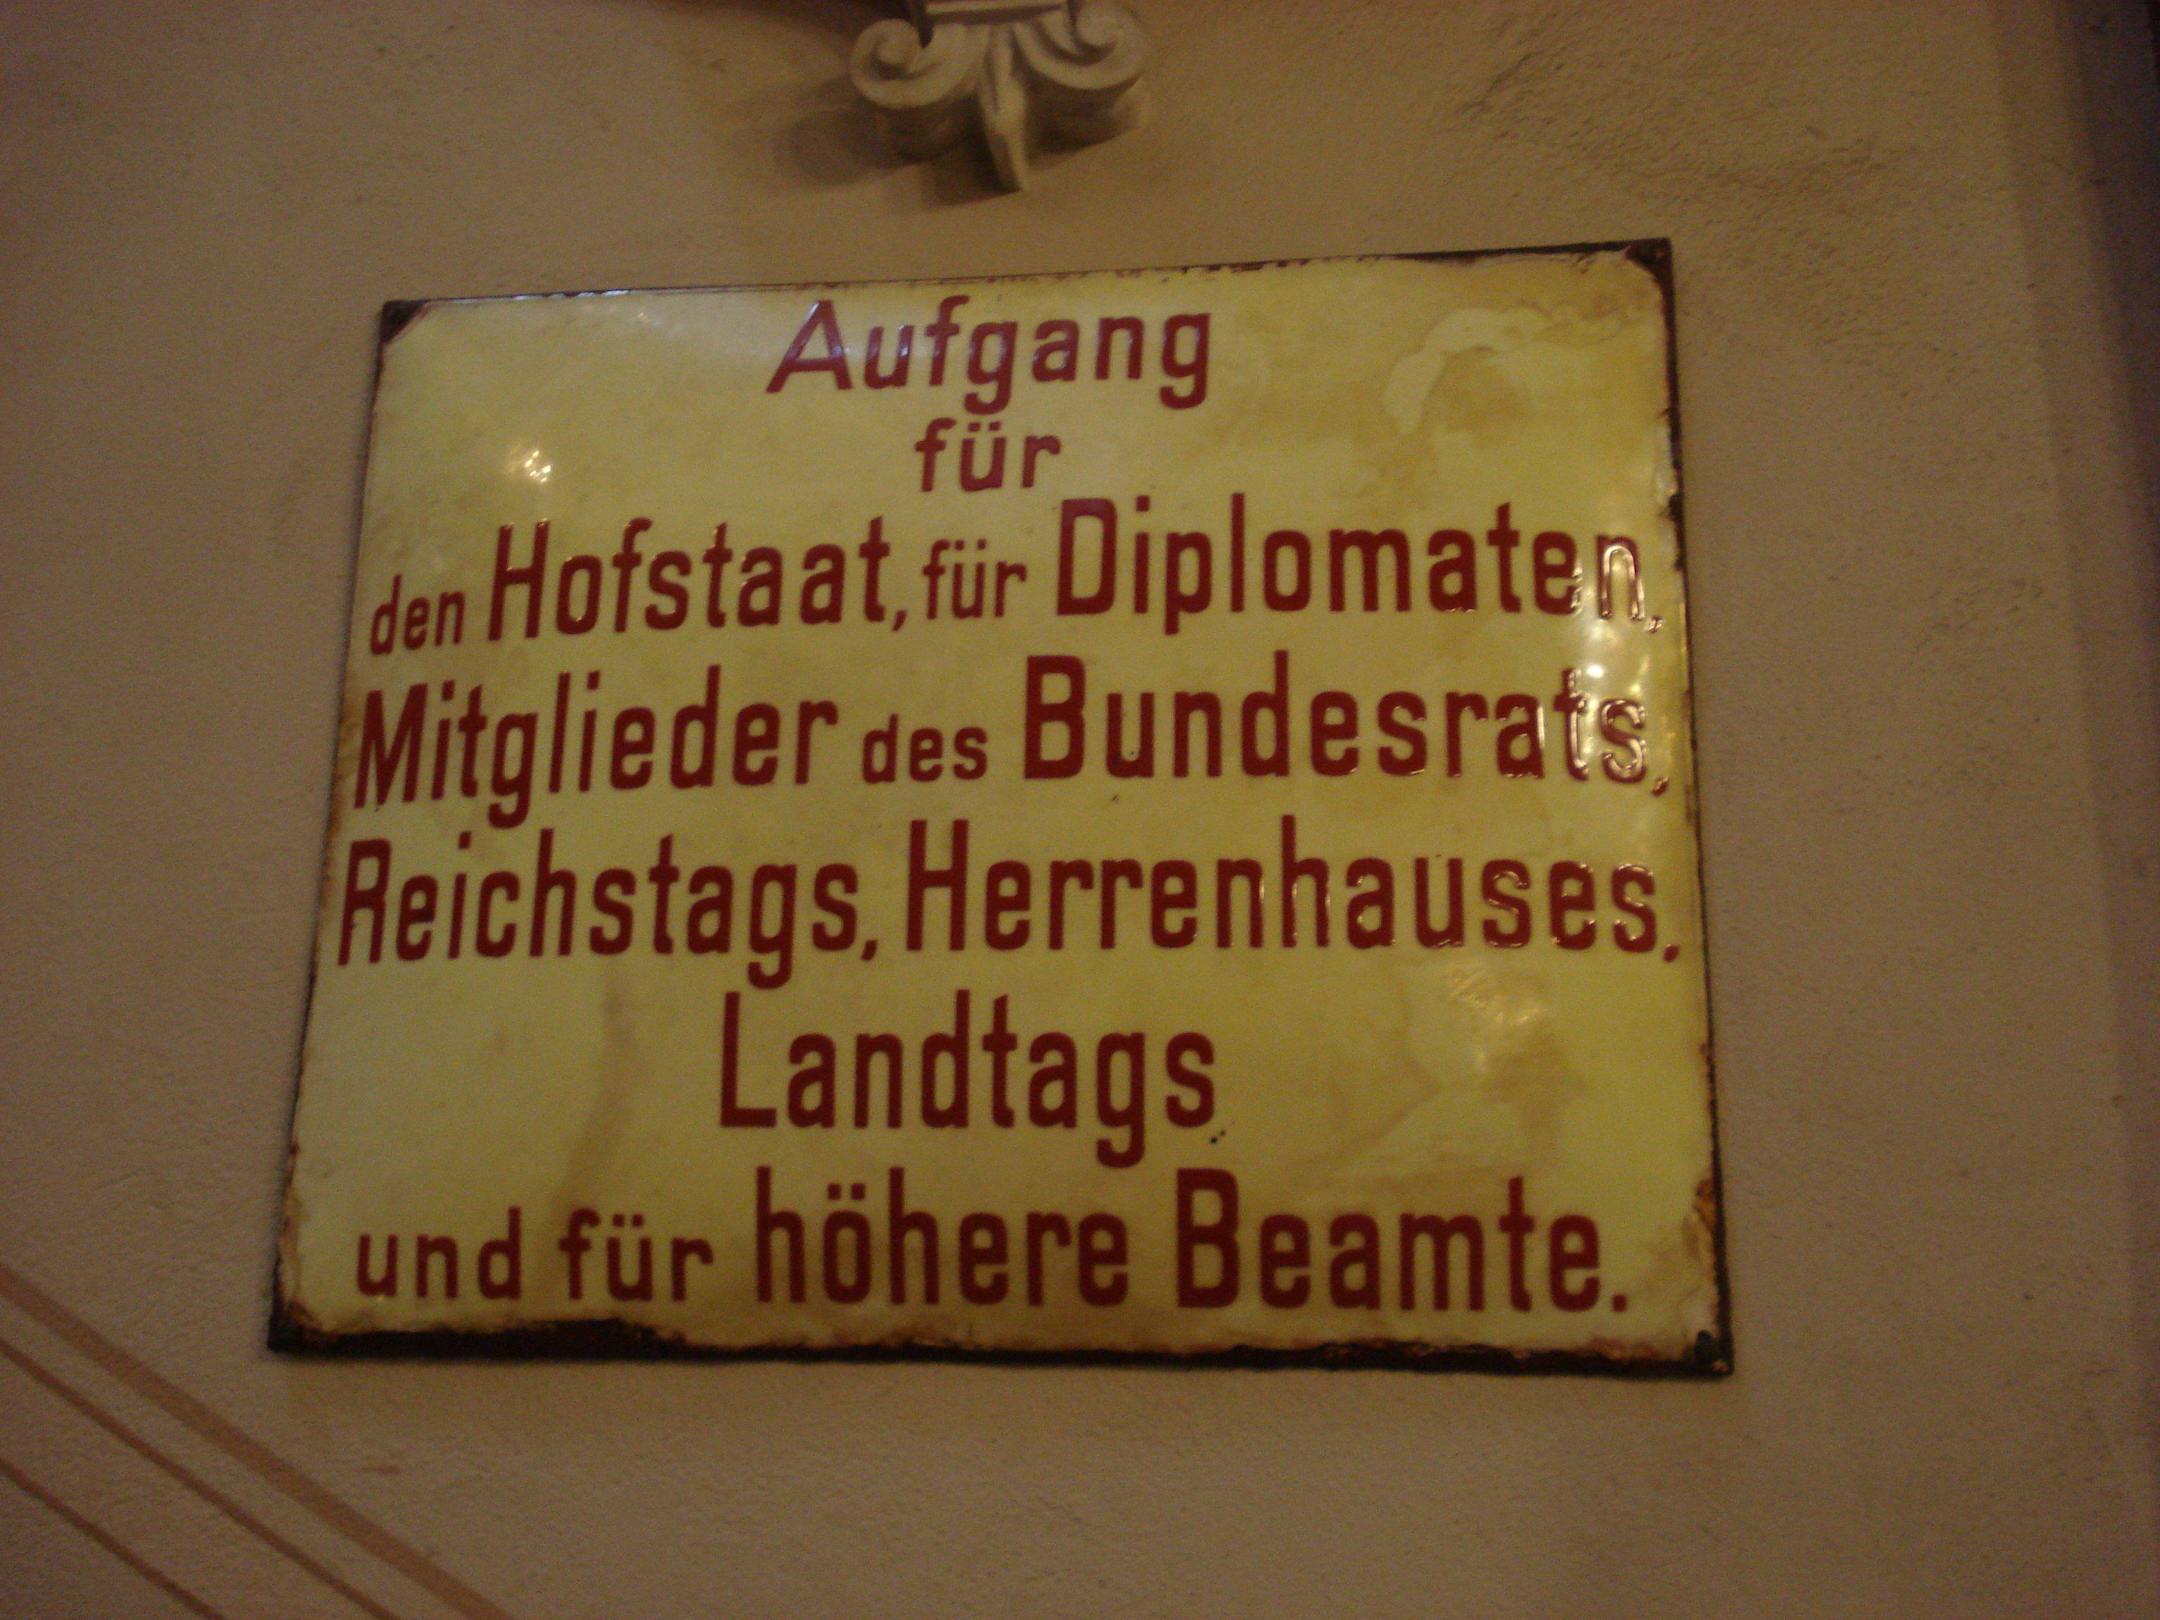 Aufgang
für
den Hofstaat, für Diplomaten,
Mitglieder des Bundesrats,
Reichstags, Herrenhauses,
Landtags
und für höhere Beamte.